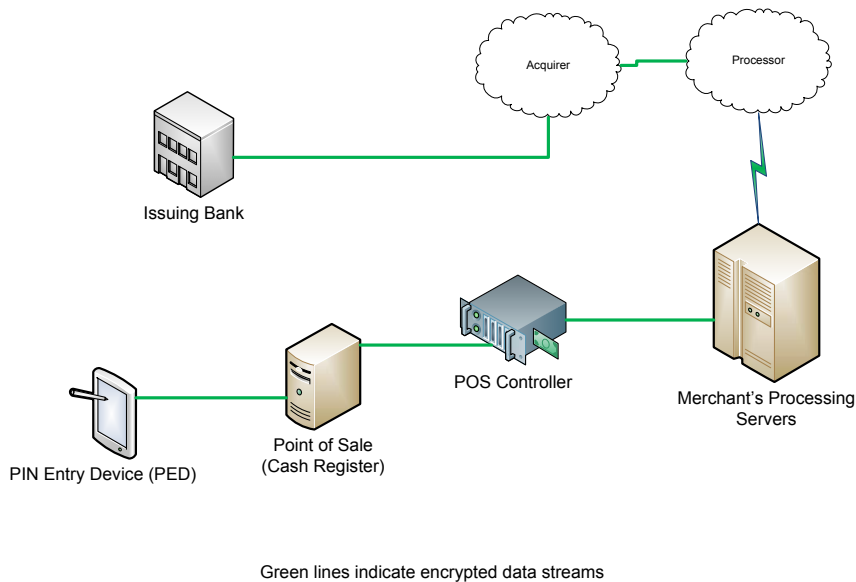 Acquirer
Processor
Issuing Bank
POS Controller
Merchant's Processing
Servers
Point of Sale
(Cash Register)
PIN Entry Device (PED)
Green lines indicate encrypted data streams